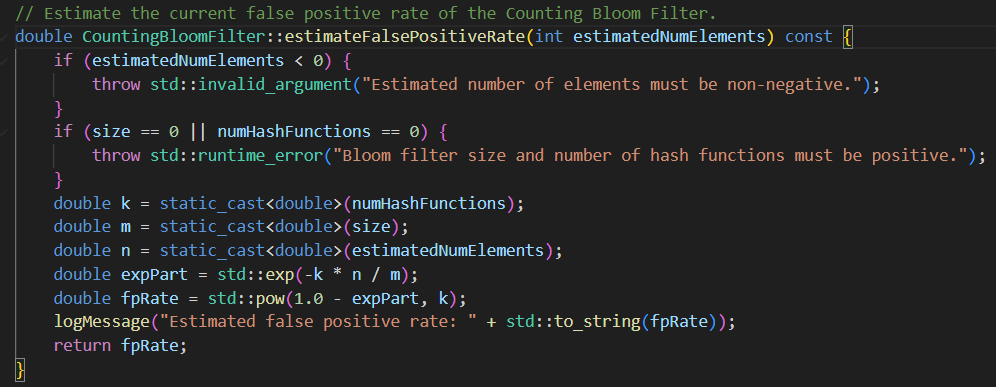 // Estimate the current false positive rate of the Counting Bloom Filter.
double CountingBloomFilter::estimateFalsePositiveRate(int estimatedNumElements) const {
    if (estimatedNumElements < 0) {
        throw std::invalid_argument("Estimated number of elements must be non-negative.");
    }
    if (size == 0 || numHashFunctions == 0) {
        throw std::runtime_error("Bloom filter size and number of hash functions must be positive.");
    }
    double k = static_cast<double>(numHashFunctions);
    double m = static_cast<double>(size);
    double n = static_cast<double>(estimatedNumElements);
    double expPart = std::exp(-k * n / m);
    double fpRate = std::pow(1.0 - expPart, k);
    logMessage("Estimated false positive rate: " + std::to_string(fpRate));
    return fpRate;
}